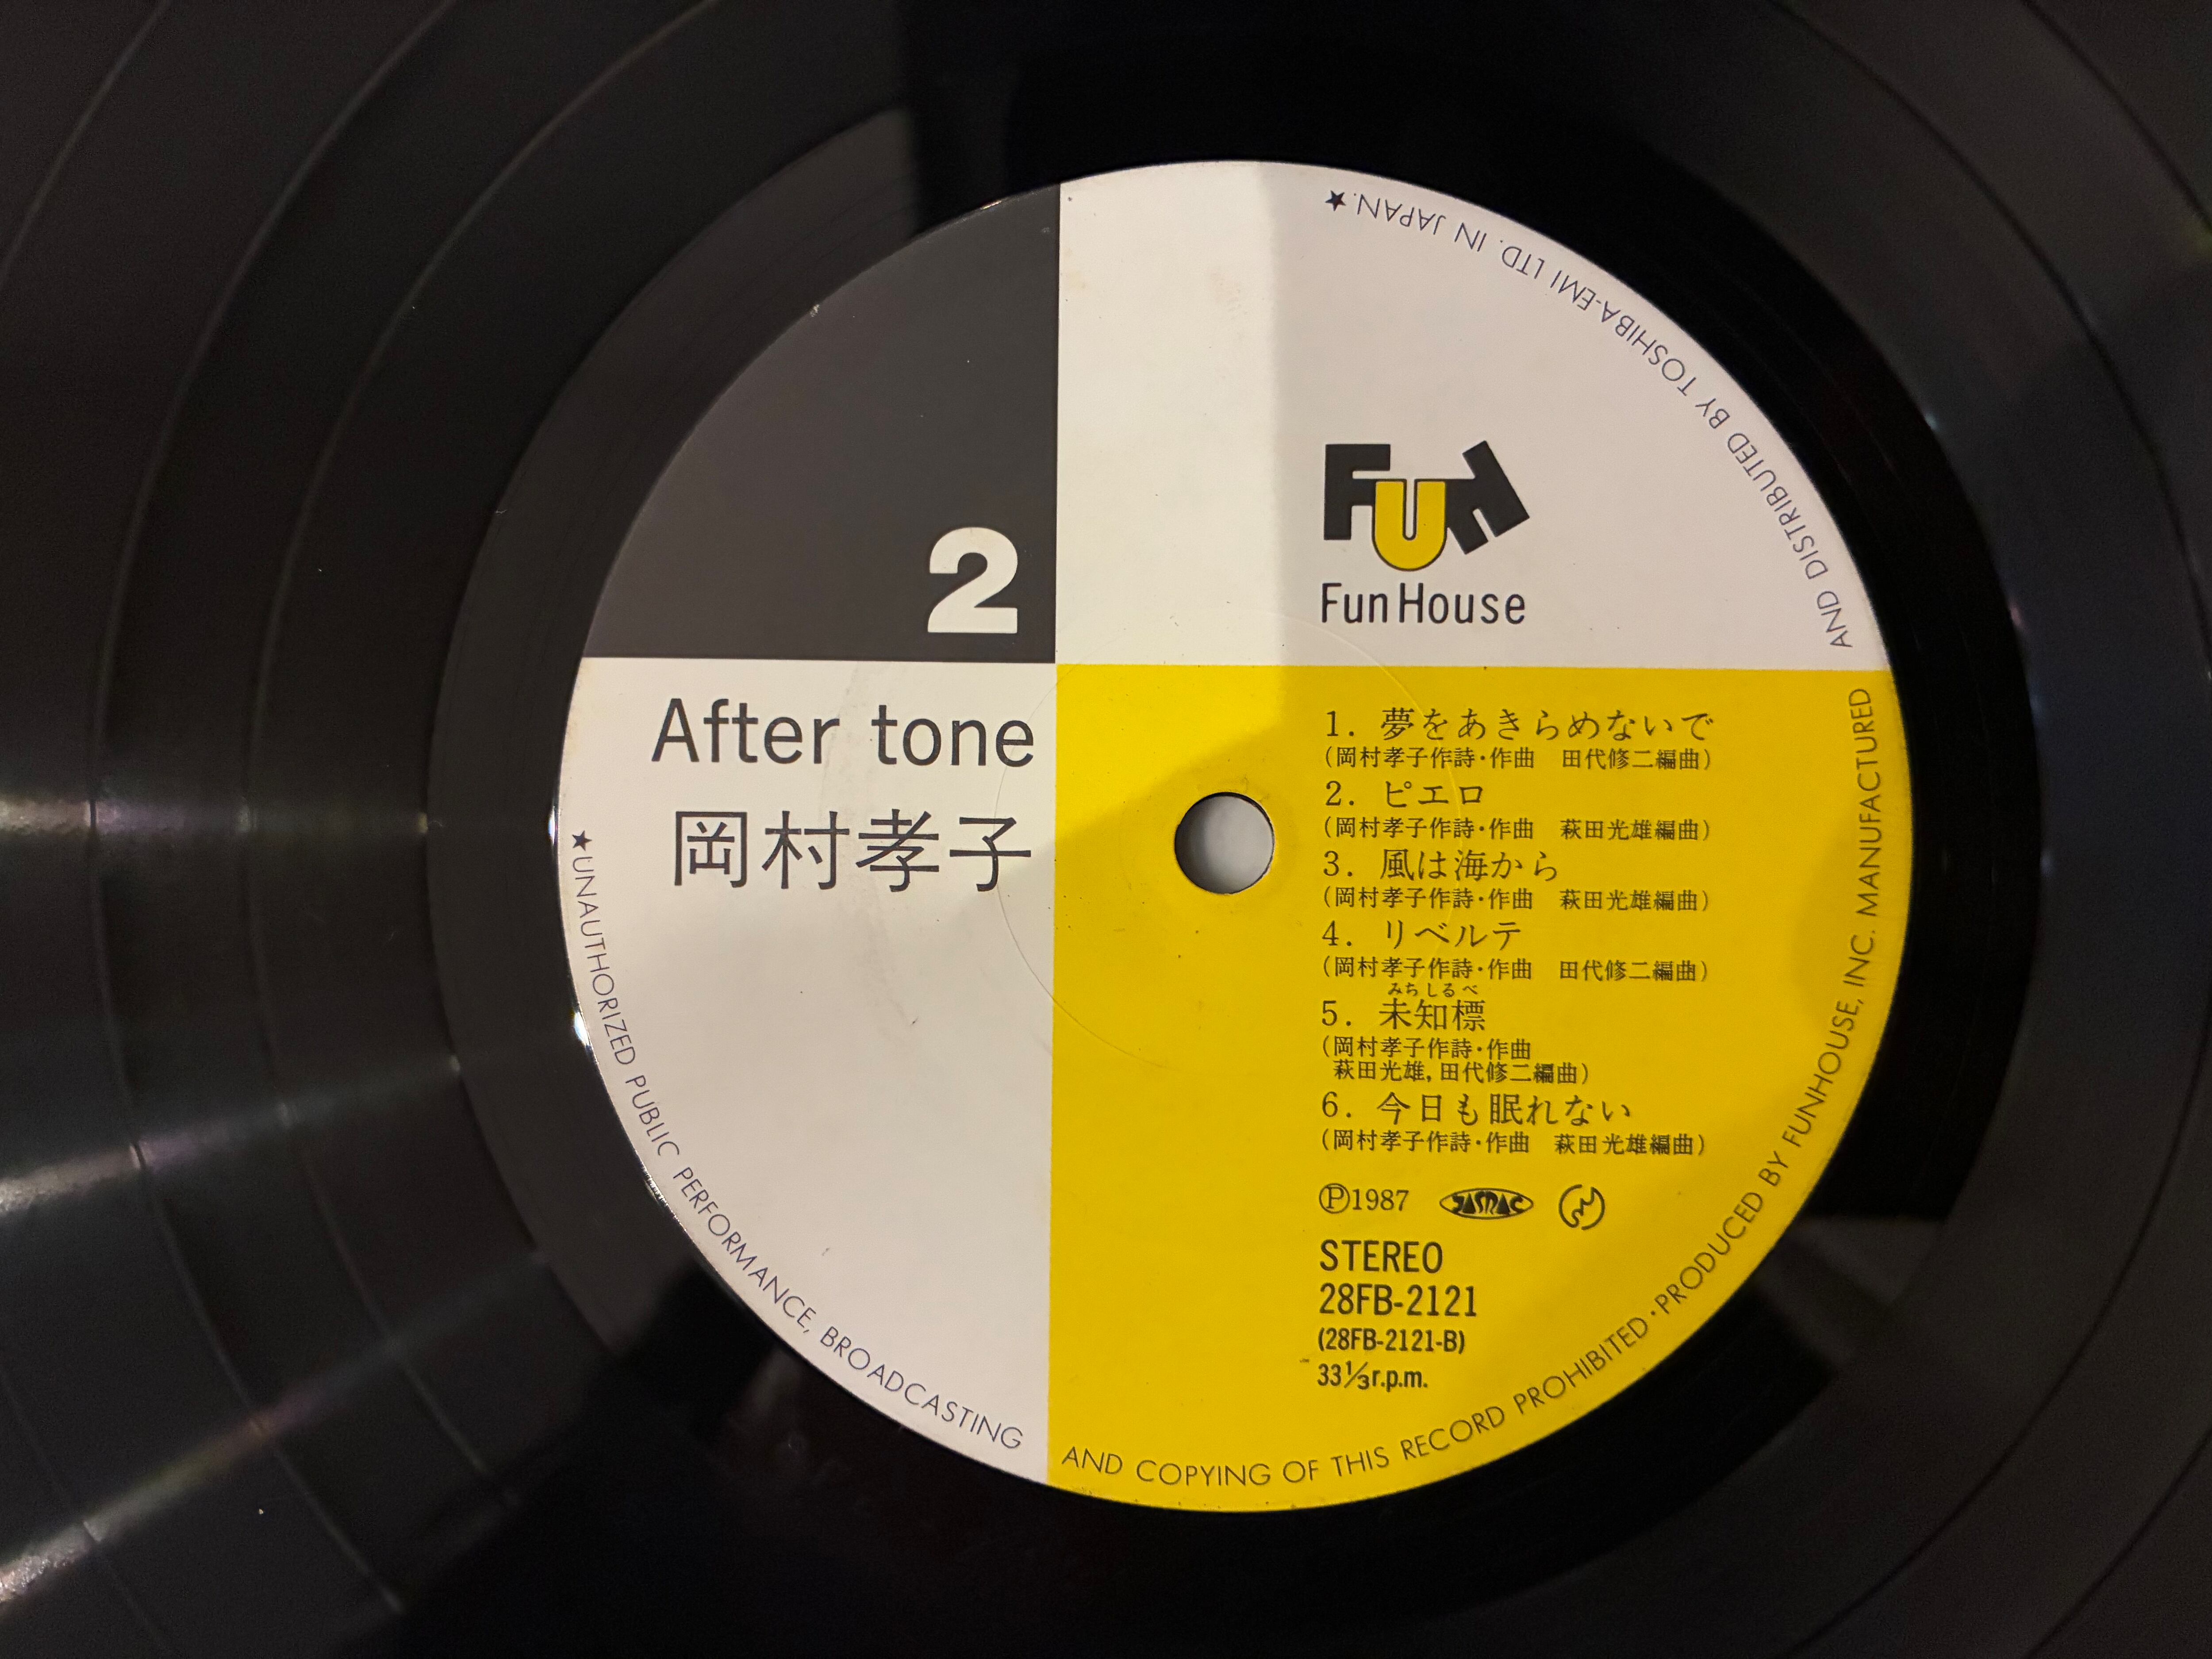 2
After tone
岡村孝子
FUN
Fun House
1. 夢をあきらめないで
(岡村孝子作詩・作曲　田代修二編曲)
2. ピエロ
(岡村孝子作詩・作曲　萩田光雄編曲)
3. 風は海から
(岡村孝子作詩・作曲　萩田光雄編曲)
4. リベルテ
(岡村孝子作詩・作曲　田代修二編曲)
みちしるべ
5. 未知標
(岡村孝子作詩・作曲
萩田光雄, 田代修二編曲)
6. 今日も眠れない
(岡村孝子作詩・作曲　萩田光雄編曲)
Ⓟ1987 JASRAC
STEREO
28FB-2121
(28FB-2121-B)
33⅓r.p.m.
★UNAUTHORIZED PUBLIC PERFORMANCE, BROADCASTING AND COPYING OF THIS RECORD PROHIBITED・PRODUCED BY FUNHOUSE, INC. MANUFACTURED AND DISTRIBUTED BY TOSHIBA-EMI LTD. IN JAPAN.★